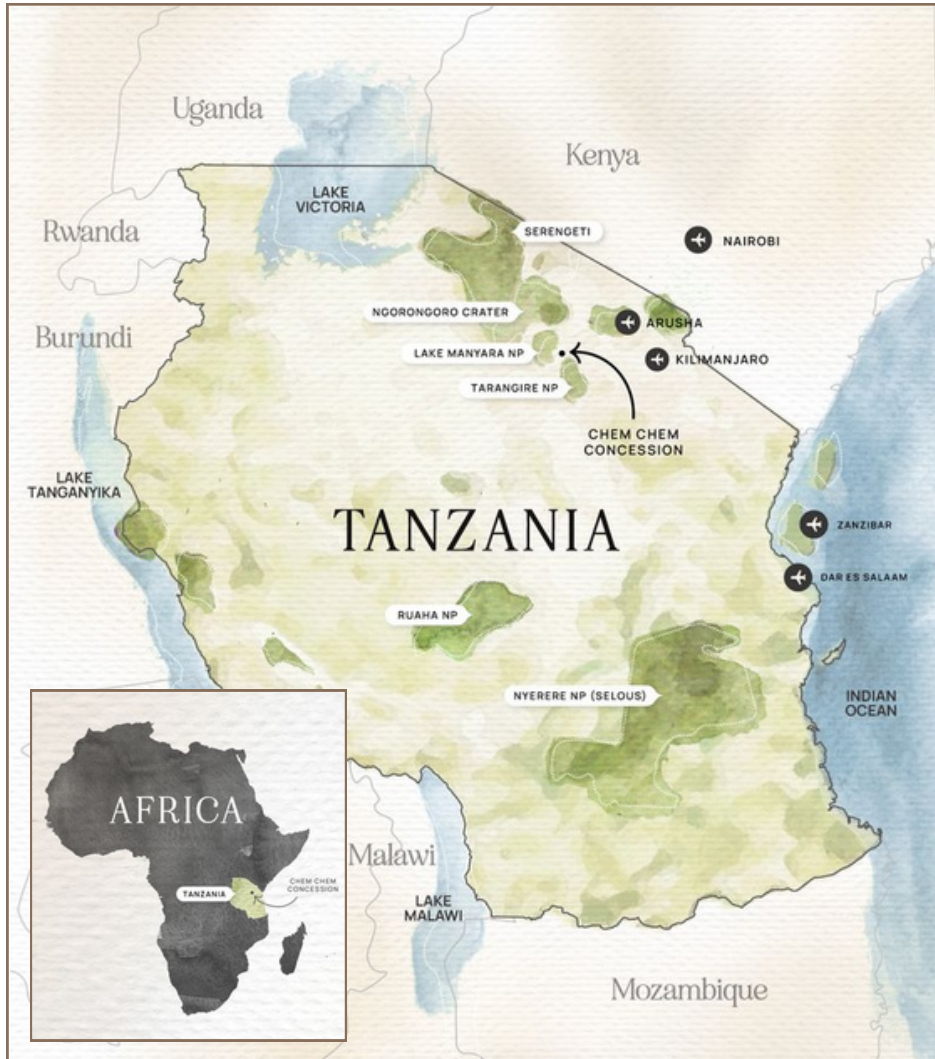 Uganda
Kenya
LAKE
VICTORIA
Rwanda
SERENGETI
NAIROBI
NGORONGORO CRATER
ARUSHA
Burundi
LAKE MANYARA NP
KILIMANJARO
TARANGIRE NP
CHEM CHEM
CONCESSION
LAKE
TANGANYIKA
TANZANIA
ZANZIBAR
DAR ES SALAAM
RUAHA NP
NYERERE NP (SELOUS)
INDIAN
OCEAN
AFRICA
TANZANIA
CHEM CHEM
CONCESSION
Malawi
LAKE
MALAWI
Mozambique